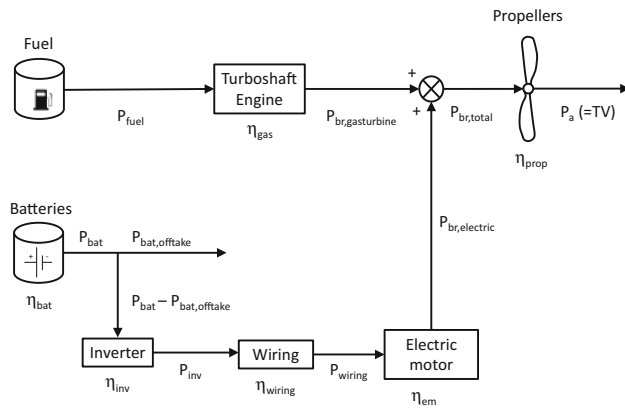 Propellers
Fuel
Turboshaft
Engine
+
+
P_fuel
η_gas
P_br,gasturbine
P_br,total
P_a (=TV)
η_prop
Batteries
P_bat
P_bat,offtake
P_br,electric
+ -
η_bat
P_bat – P_bat,offtake
Inverter
Wiring
Electric
motor
η_inv
P_inv
η_wiring
P_wiring
η_em